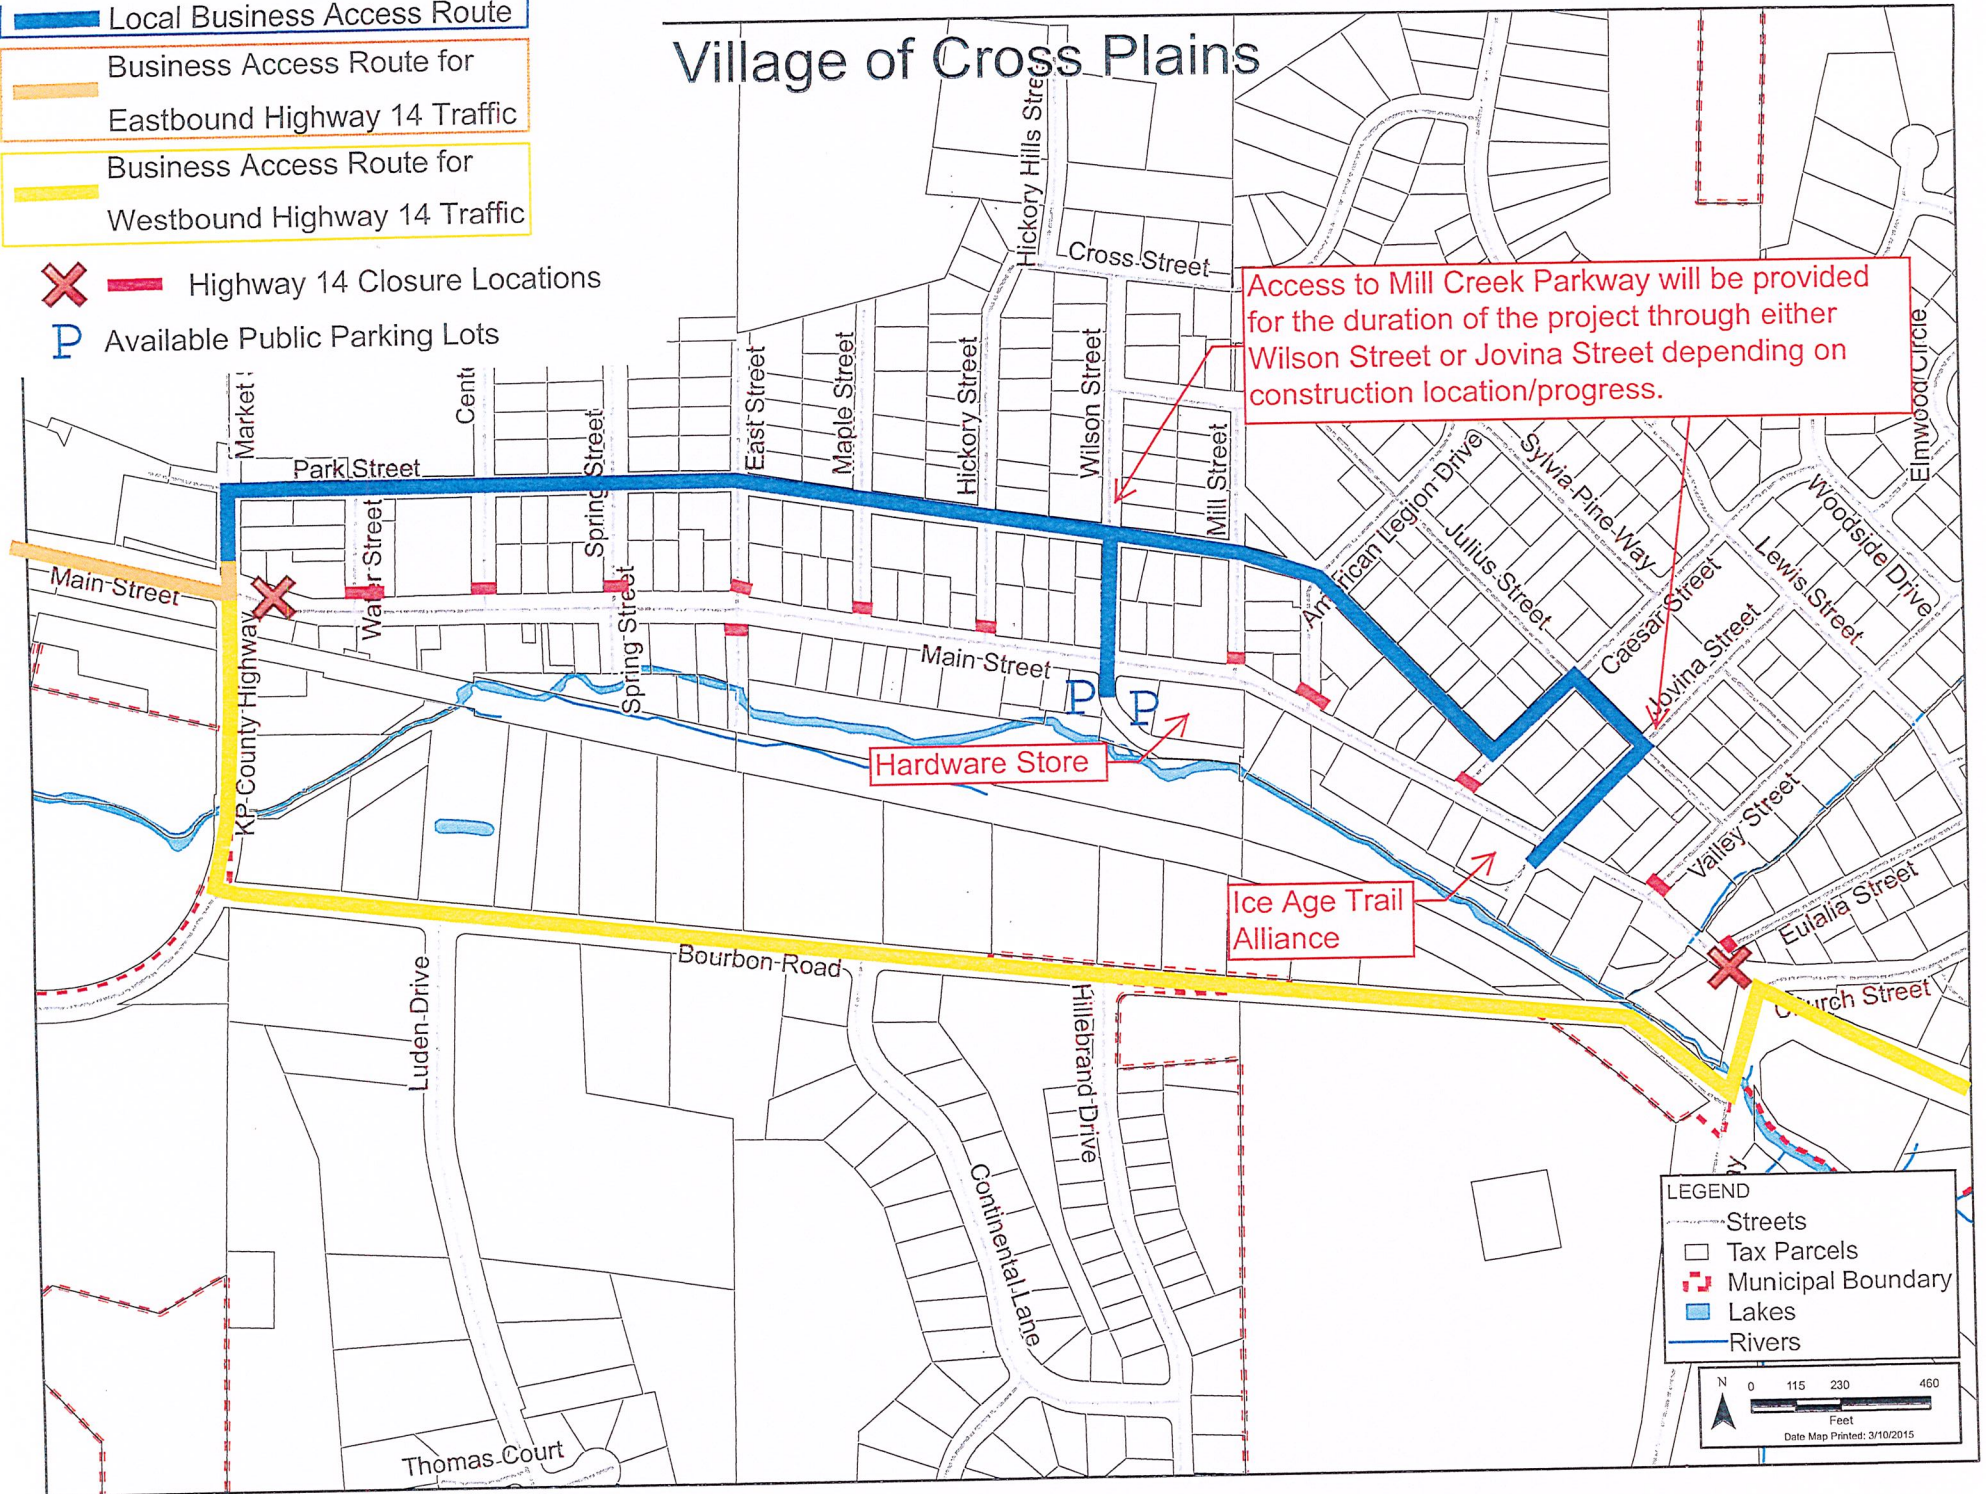 Local Business Access Route
Business Access Route for
Eastbound Highway 14 Traffic
Business Access Route for
Westbound Highway 14 Traffic
Highway 14 Closure Locations
P Available Public Parking Lots
Village of Cross Plains
Hickory Hills Stre
Cross Street
Access to Mill Creek Parkway will be provided
for the duration of the project through either
Wilson Street or Jovina Street depending on
construction location/progress.
Elmwood Circle
Market
Cent
Spring Street
East Street
Maple Street
Hickory Street
Wilson Street
Mill Street
Park Street
American Legion Drive
Sylvia Pine Way
Julius Street
Caesar Street
Jovina Street
Lewis Street
Woodside Drive
Main Street
Water Street
Spring Street
Main Street
KP County Highway
P
P
Hardware Store
Valley Street
Eulalia Street
Ice Age Trail
Alliance
Church Street
Bourbon Road
Luden Drive
Hillebrand Drive
Continental Lane
Thomas Court
LEGEND
Streets
Tax Parcels
Municipal Boundary
Lakes
Rivers
N
0 115 230 460
Feet
Date Map Printed: 3/10/2015